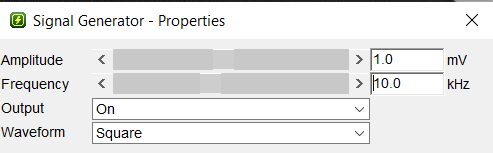 Signal Generator - Properties
Amplitude 1.0 mV
Frequency 10.0 kHz
Output On
Waveform Square